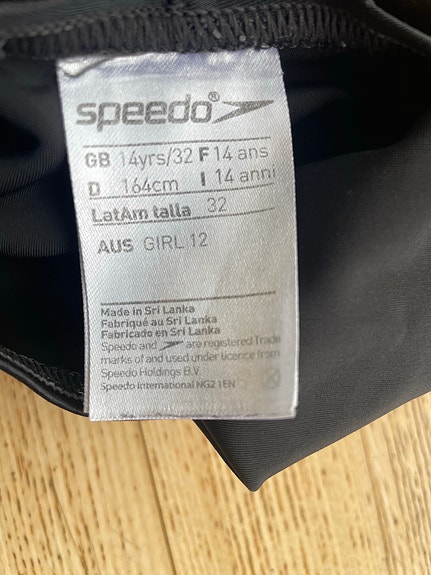 speedo®
GB 14yrs/32 F 14 ans
D 164cm I 14 anni
LatAm talla 32
AUS GIRL 12
Made in Sri Lanka
Fabriqué au Sri Lanka
Fabricado en Sri Lanka
Speedo and are registered Trade
marks of and used under licence from
Speedo Holdings B.V.
Speedo International NG2 1EN